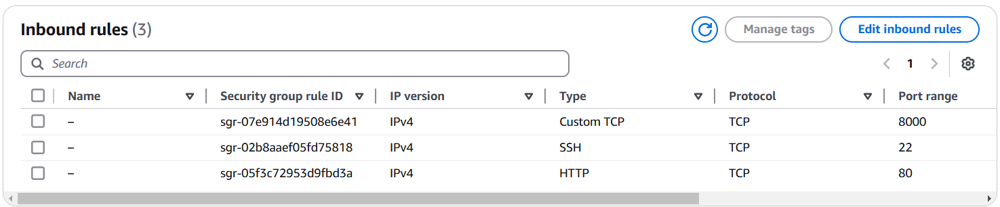 Inbound rules (3) Manage tags Edit inbound rules
Search 1
Name Security group rule ID IP version Type Protocol Port range
– sgr-07e914d19508e6e41 IPv4 Custom TCP TCP 8000
– sgr-02b8aaef05fd75818 IPv4 SSH TCP 22
– sgr-05f3c72953d9fbd3a IPv4 HTTP TCP 80